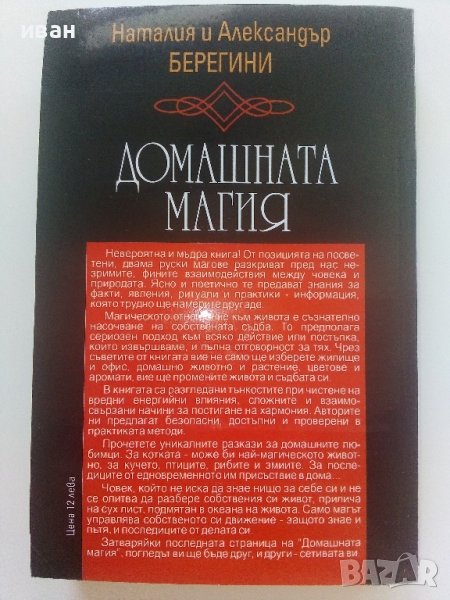 иван
Наталия и Александър
БЕРЕГИНИ
ДОМАШНАТА
МАГИЯ
Невероятна и мъдра книга! От позицията на посве-
тени, двама руски магове разкриват пред нас не-
зримите, фините взаимодействия между човека и
природата. Ясно и поетично те предават знания за
факти, явления, ритуали и практики - информация,
която трудно ще намерите другаде.
Магическото отношение към живота е съзнателно
насочване на собствената съдба. То предполага
сериозен подход към всяко действие или постъпка,
които извършваме, и пълна отговорност за тях. Чрез
съветите от книгата вие не само ще изберете жилище
и офис, домашно животно и растение, цветове и
аромати, вие ще промените живота и съдбата си.
В книгата са разгледани тънкостите при чистене на
вредни енергийни влияния, сложните и взаимо-
свързани начини за постигане на хармония. Авторите
ни предлагат безопасни, достъпни и проверени в
практиката методи.
Прочетете уникалните разкази за домашните лю-
бимци. За котката - може би най-магическото живот-
но, за кучето, птиците, рибите и змиите. За после-
диците от едновременното им присъствие в дома...
Човек, който не иска да знае нищо за себе си и не
се опитва да разбере собствения си живот, прилича
на сух лист, подмятан в океана на живота. Само магът
управлява собственото си движение - защото знае и
пътя, и последиците от делата си.
Затваряйки последната страница на "Домашната
магия", погледът ви ще бъде друг, и други - сетивата ви.
Цена 12 лева
BAZAR